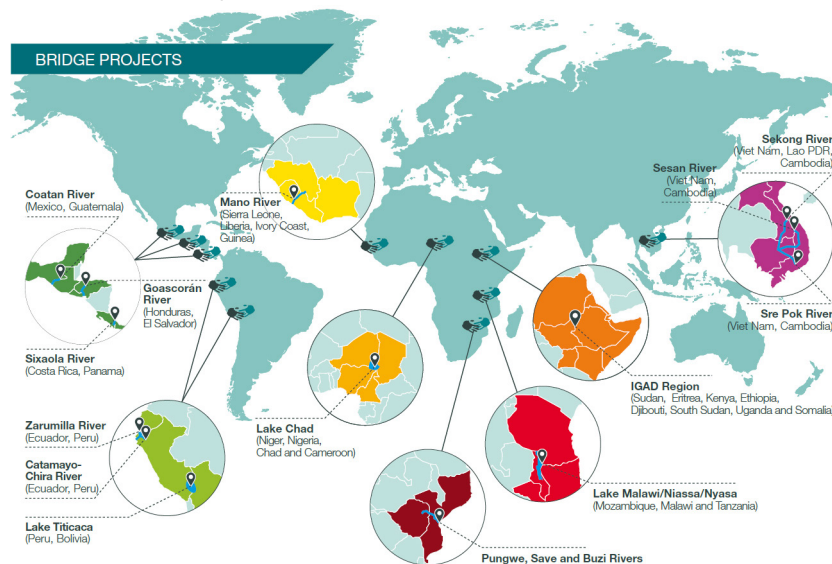 BRIDGE PROJECTS
Coatan River
(Mexico, Guatemala)
Goascorán
River
(Honduras,
El Salvador)
Sixaola River
(Costa Rica, Panama)
Mano River
(Sierra Leone,
Liberia, Ivory Coast,
Guinea)
Sekong River
(Viet Nam, Lao PDR,
Cambodia)
Sesan River
(Viet Nam,
Cambodia)
Sre Pok River
(Viet Nam, Cambodia)
IGAD Region
(Sudan, Eritrea, Kenya, Ethiopia,
Djibouti, South Sudan, Uganda and Somalia)
Lake Chad
(Niger, Nigeria,
Chad and Cameroon)
Zarumilla River
(Ecuador, Peru)
Catamayo-
Chira River
(Ecuador, Peru)
Lake Titicaca
(Peru, Bolivia)
Lake Malawi/Niassa/Nyasa
(Mozambique, Malawi and Tanzania)
Pungwe, Save and Buzi Rivers